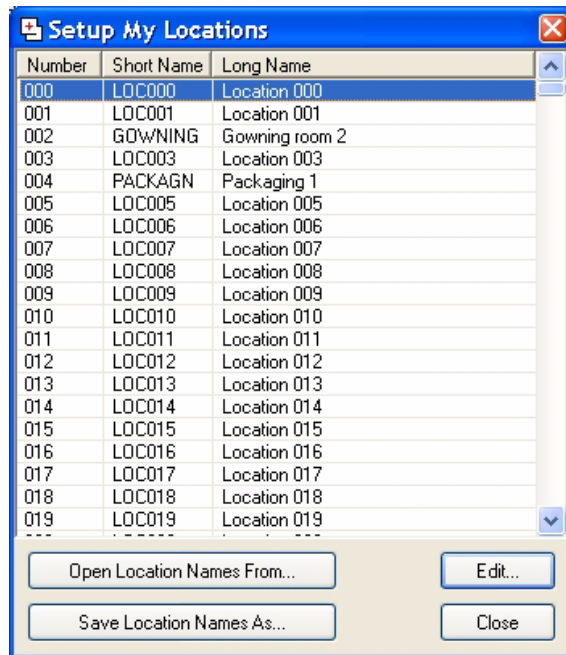 Setup My Locations
Number Short Name Long Name
000 LOC000 Location 000
001 LOC001 Location 001
002 GOWNING Gowning room 2
003 LOC003 Location 003
004 PACKAGN Packaging 1
005 LOC005 Location 005
006 LOC006 Location 006
007 LOC007 Location 007
008 LOC008 Location 008
009 LOC009 Location 009
010 LOC010 Location 010
011 LOC011 Location 011
012 LOC012 Location 012
013 LOC013 Location 013
014 LOC014 Location 014
015 LOC015 Location 015
016 LOC016 Location 016
017 LOC017 Location 017
018 LOC018 Location 018
019 LOC019 Location 019
Open Location Names From... Edit...
Save Location Names As... Close